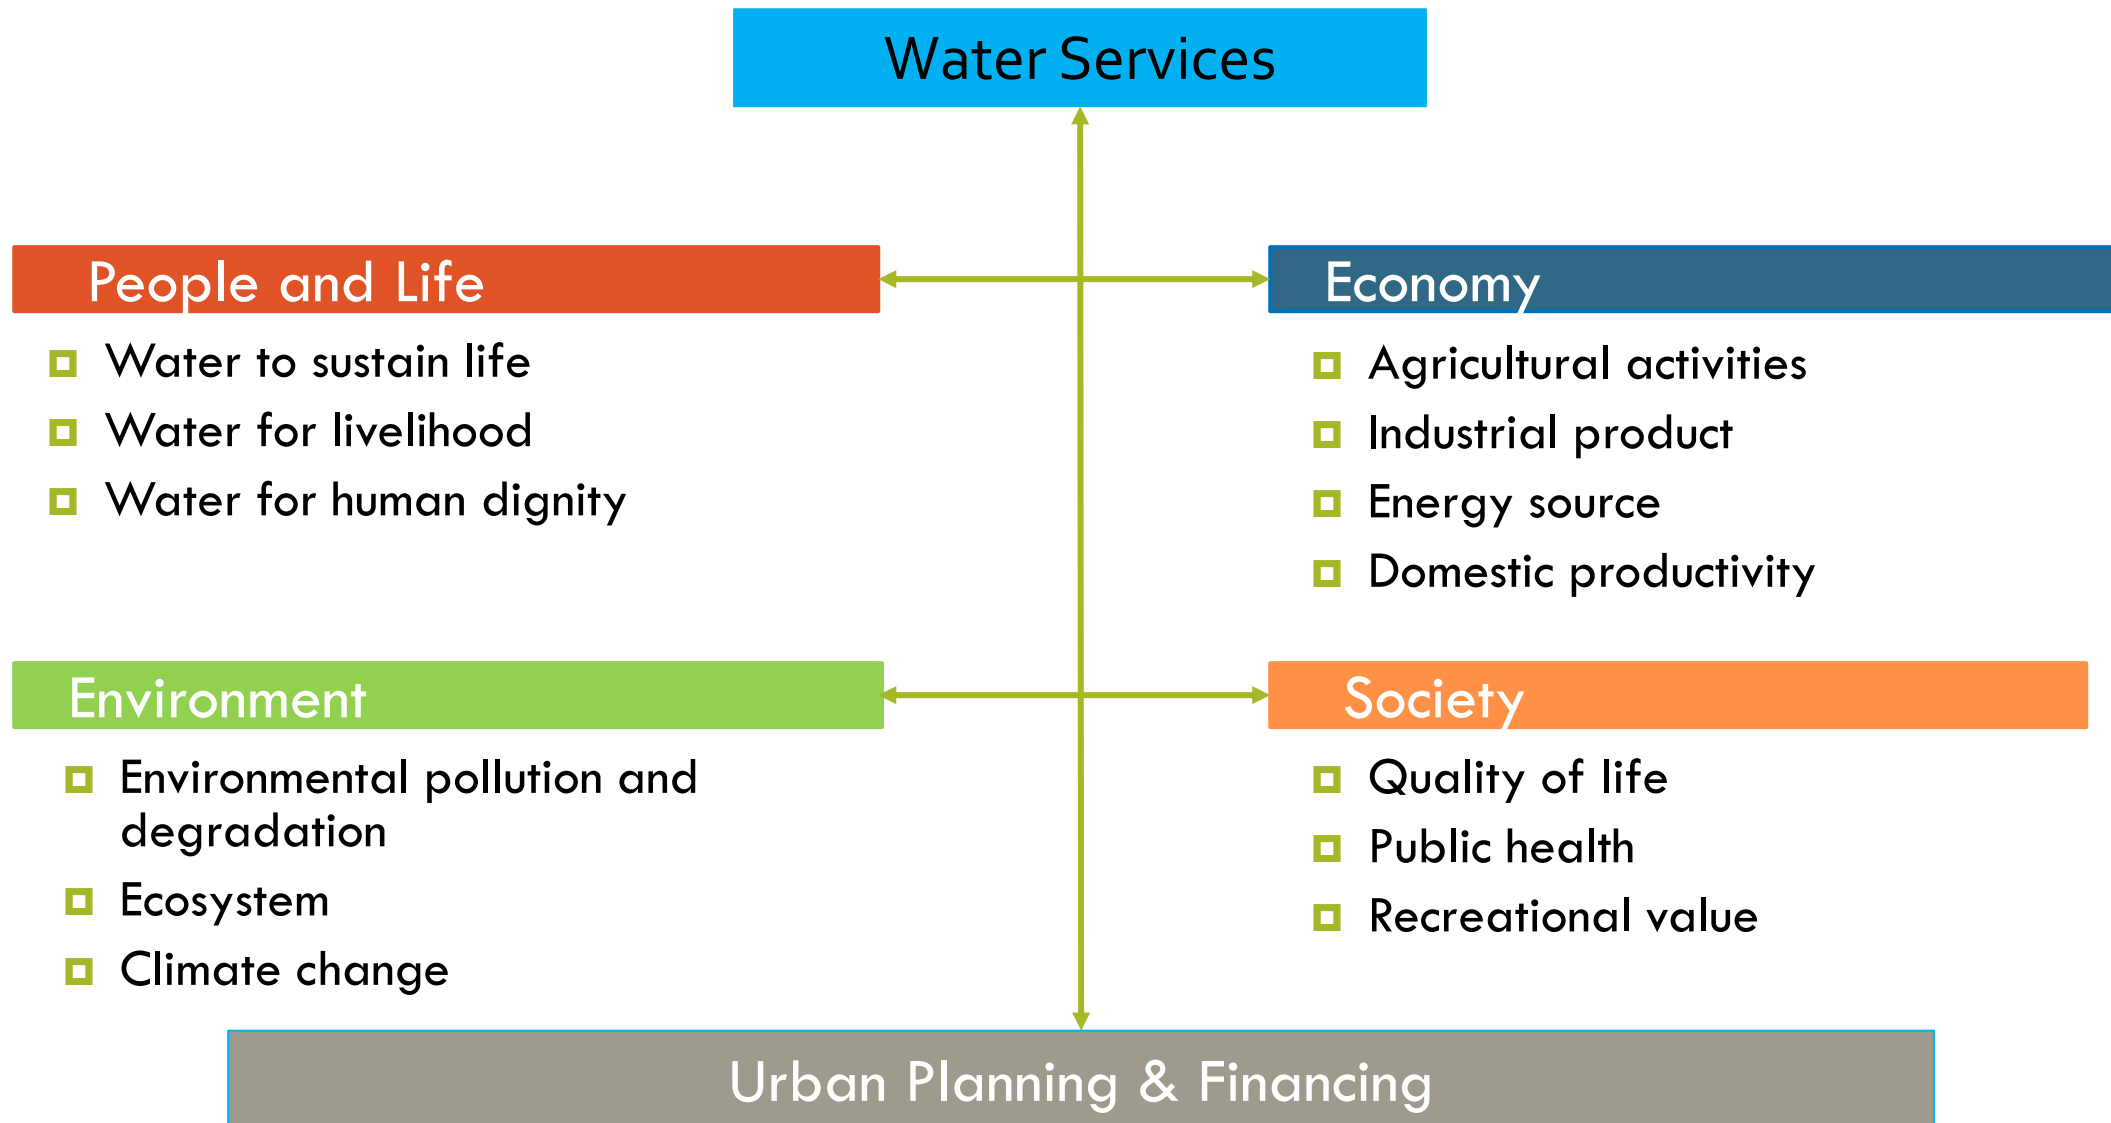 Water Services
People and Life
Water to sustain life
Water for livelihood
Water for human dignity
Economy
Agricultural activities
Industrial product
Energy source
Domestic productivity
Environment
Environmental pollution and
degradation
Ecosystem
Climate change
Society
Quality of life
Public health
Recreational value
Urban Planning & Financing